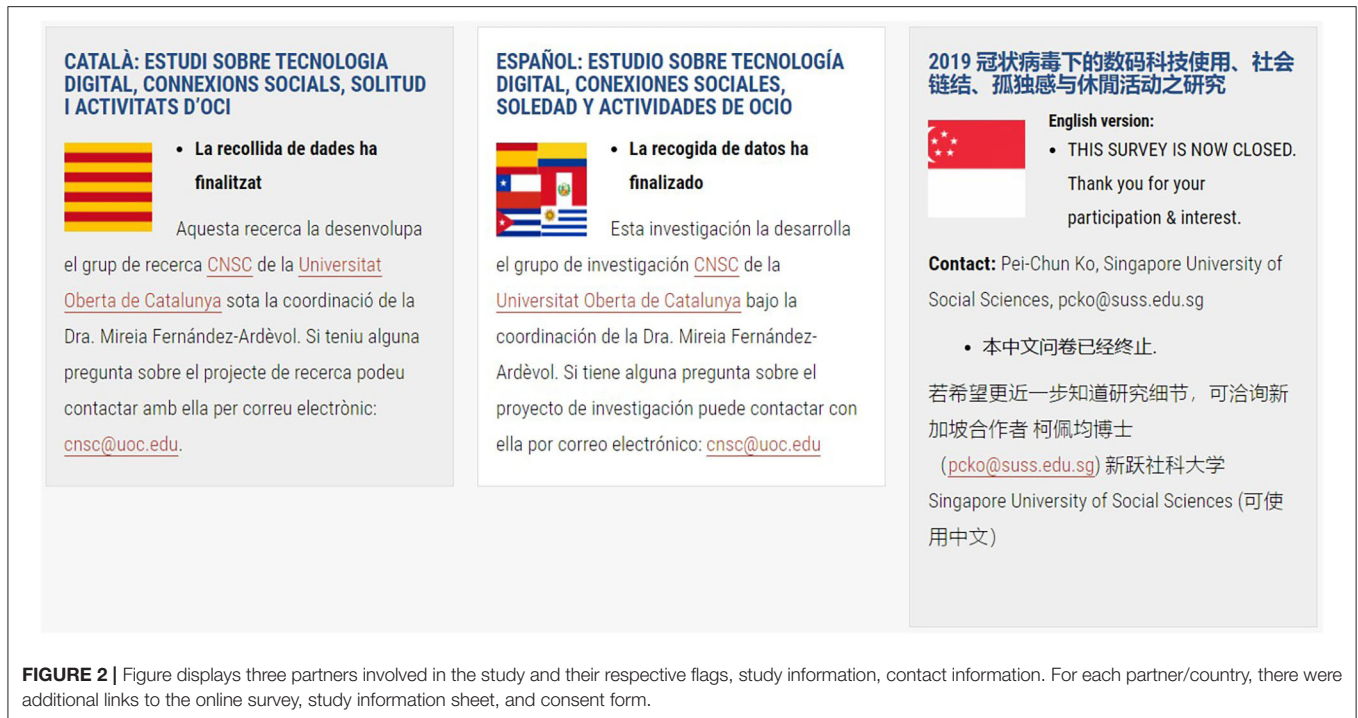 CATALÀ: ESTUDI SOBRE TECNOLOGIA
DIGITAL, CONNEXIONS SOCIALS, SOLITUD
I ACTIVITATS D'OCI
• La recollida de dades ha
finalitzat
Aquesta recerca la desenvolupa
el grup de recerca CNSC de la Universitat
Oberta de Catalunya sota la coordinació de la
Dra. Mireia Fernández-Ardèvol. Si teniu alguna
pregunta sobre el projecte de recerca podeu
contactar amb ella per correu electrònic:
cnsc@uoc.edu.
ESPAÑOL: ESTUDIO SOBRE TECNOLOGÍA
DIGITAL, CONEXIONES SOCIALES,
SOLEDAD Y ACTIVIDADES DE OCIO
• La recogida de datos ha
finalizado
Esta investigación la desarrolla
el grupo de investigación CNSC de la
Universitat Oberta de Catalunya bajo la
coordinación de la Dra. Mireia Fernández-
Ardèvol. Si tiene alguna pregunta sobre el
proyecto de investigación puede contactar con
ella por correo electrónico: cnsc@uoc.edu
2019 冠状病毒下的数码科技使用、社会
链结、孤独感与休閒活动之研究
English version:
• THIS SURVEY IS NOW CLOSED.
Thank you for your
participation & interest.
Contact: Pei-Chun Ko, Singapore University of
Social Sciences, pcko@suss.edu.sg
• 本中文问卷已经终止.
若希望更近一步知道研究细节，可洽询新
加坡合作者 柯佩均博士
（pcko@suss.edu.sg) 新跃社科大学
Singapore University of Social Sciences (可使
用中文）
FIGURE 2 | Figure displays three partners involved in the study and their respective flags, study information, contact information. For each partner/country, there were
additional links to the online survey, study information sheet, and consent form.